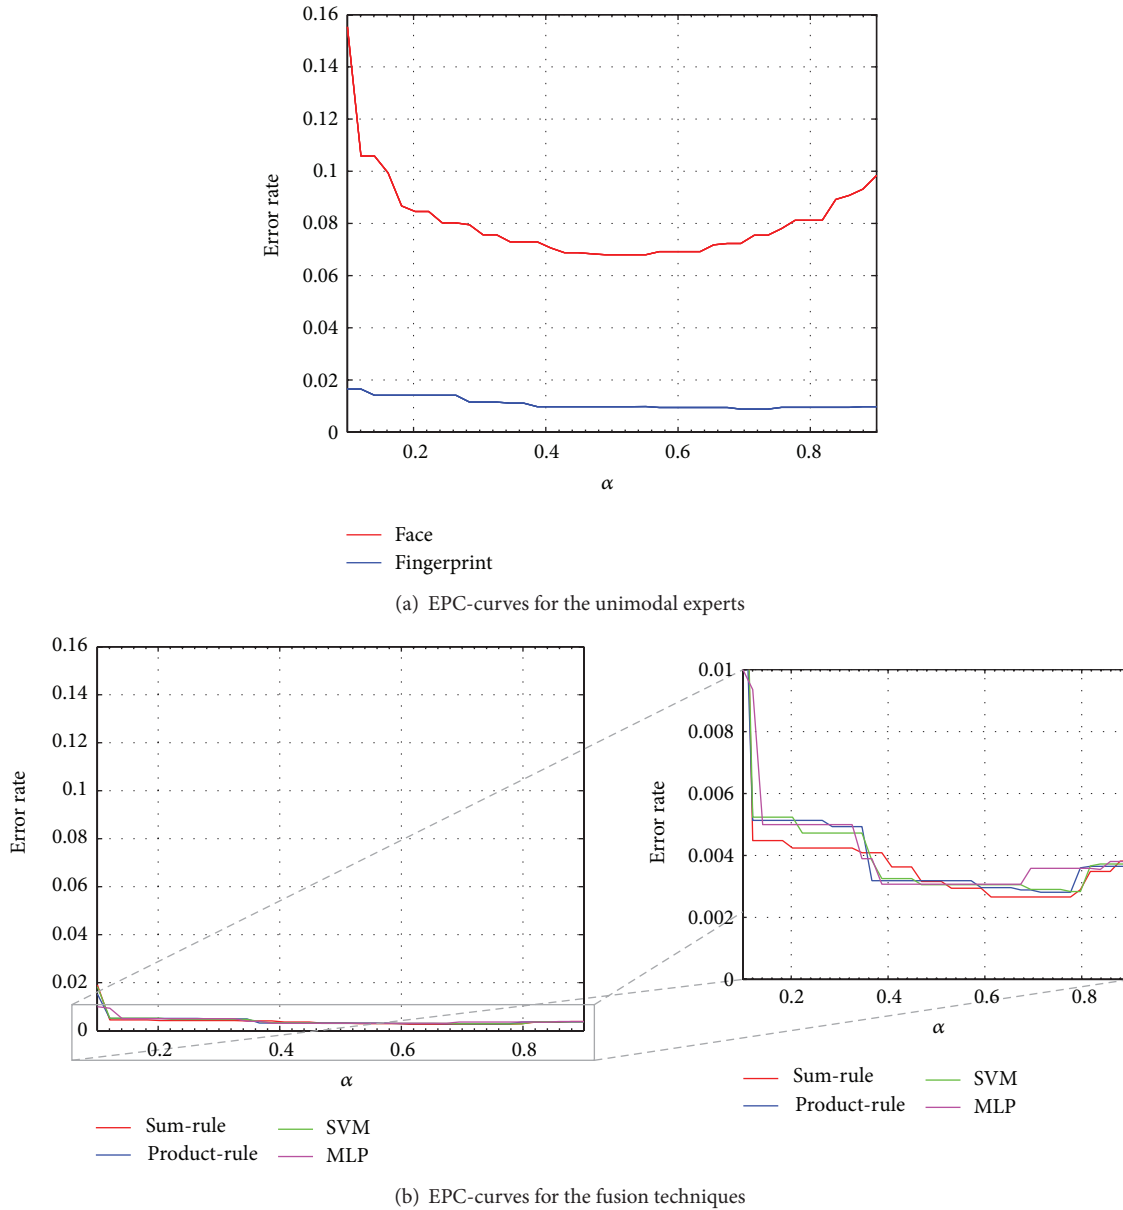 0.16
0.14
0.12
0.1
0.08
0.06
0.04
0.02
0
Error rate
0.2 0.4 0.6 0.8
α
Face
Fingerprint
(a) EPC-curves for the unimodal experts
0.16
0.14
0.12
0.1
0.08
0.06
0.04
0.02
0
Error rate
0.2 0.4 0.6 0.8
α
Sum-rule SVM
Product-rule MLP
0.01
0.008
0.006
0.004
0.002
0
Error rate
0.2 0.4 0.6 0.8
α
Sum-rule SVM
Product-rule MLP
(b) EPC-curves for the fusion techniques